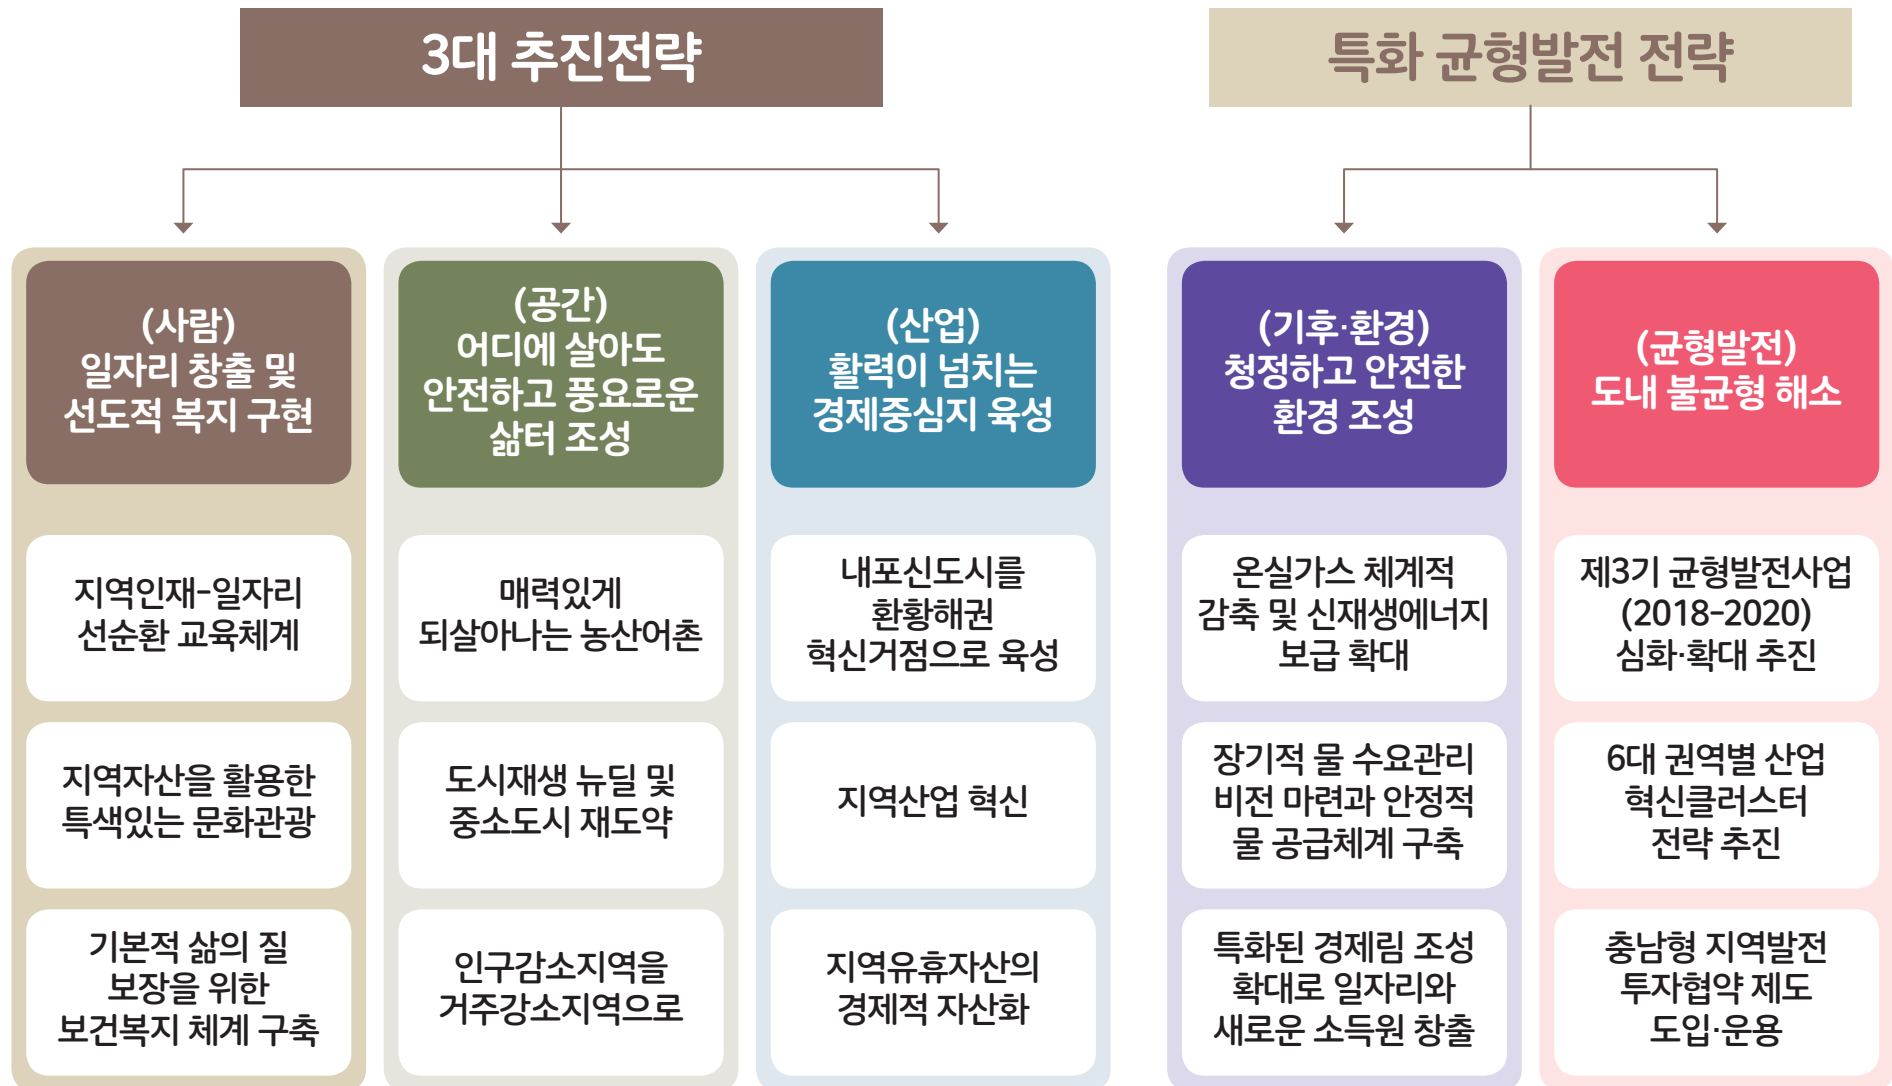 3대 추진전략
특화 균형발전 전략
(사람)
일자리 창출 및
선도적 복지 구현
지역인재-일자리
선순환 교육체계
지역자산을 활용한
특색있는 문화관광
기본적 삶의 질
보장을 위한
보건복지 체계 구축
(공간)
어디에 살아도
안전하고 풍요로운
삶터 조성
매력있게
되살아나는 농산어촌
도시재생 뉴딜 및
중소도시 재도약
인구감소지역을
거주강소지역으로
(산업)
활력이 넘치는
경제중심지 육성
내포신도시를
환황해권
혁신거점으로 육성
지역산업 혁신
지역유휴자산의
경제적 자산화
(기후·환경)
청정하고 안전한
환경 조성
온실가스 체계적
감축 및 신재생에너지
보급 확대
장기적 물 수요관리
비전 마련과 안정적
물 공급체계 구축
특화된 경제림 조성
확대로 일자리와
새로운 소득원 창출
(균형발전)
도내 불균형 해소
제3기 균형발전사업
(2018-2020)
심화·확대 추진
6대 권역별 산업
혁신클러스터
전략 추진
충남형 지역발전
투자협약 제도
도입·운용